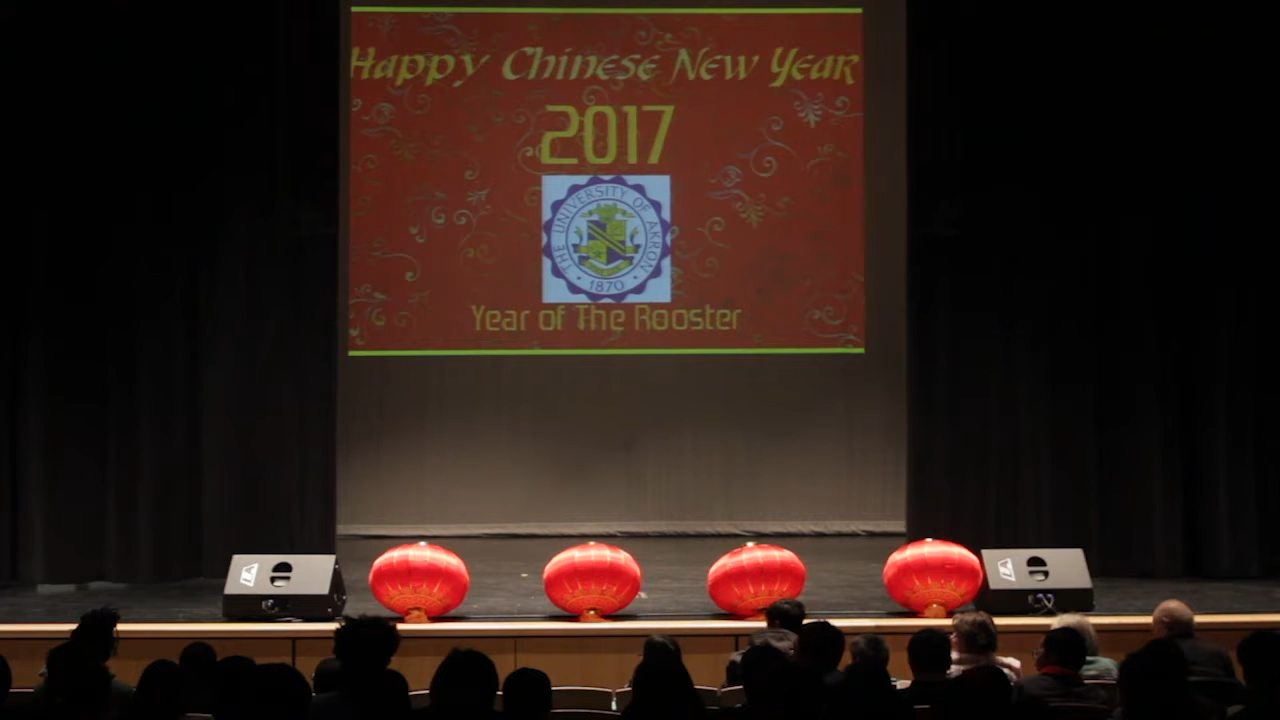 Happy Chinese New Year
2017
THE UNIVERSITY OF AKRON
1870
Year of The Rooster